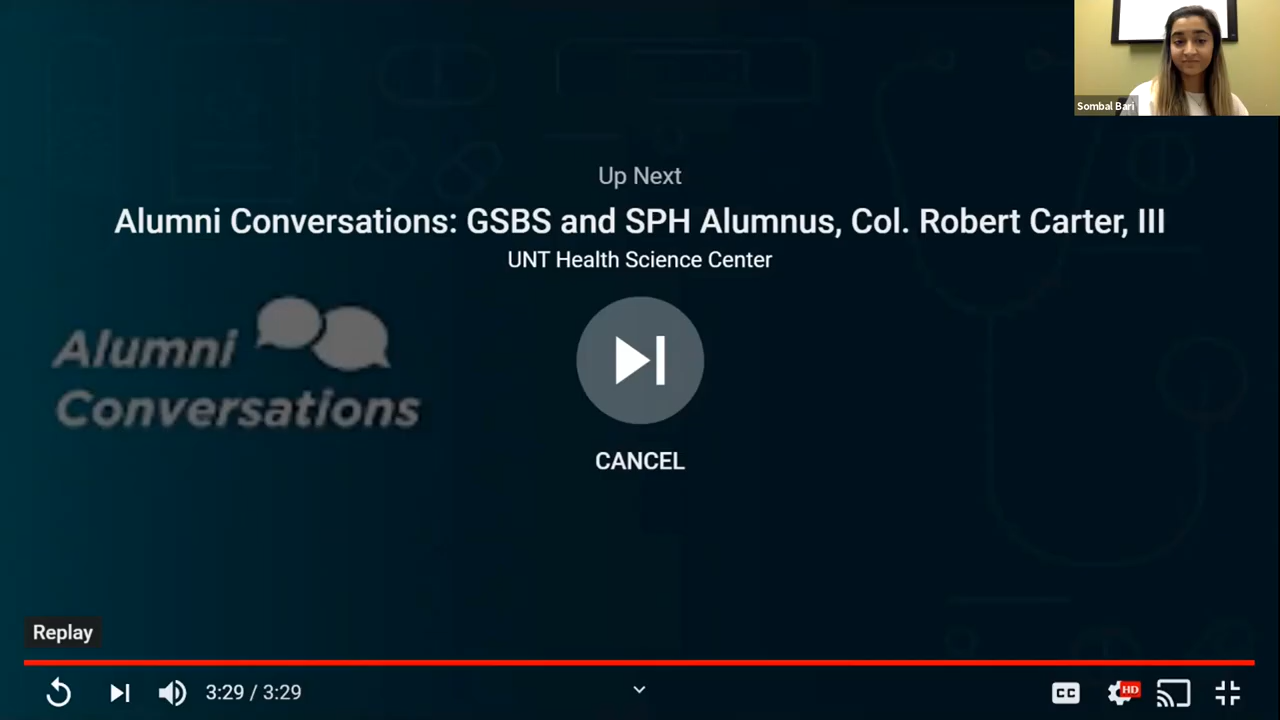 Sombal Bari
Up Next
Alumni Conversations: GSBS and SPH Alumnus, Col. Robert Carter, III
UNT Health Science Center
Alumni
Conversations
CANCEL
Replay
3:29 / 3:29
CC
HD